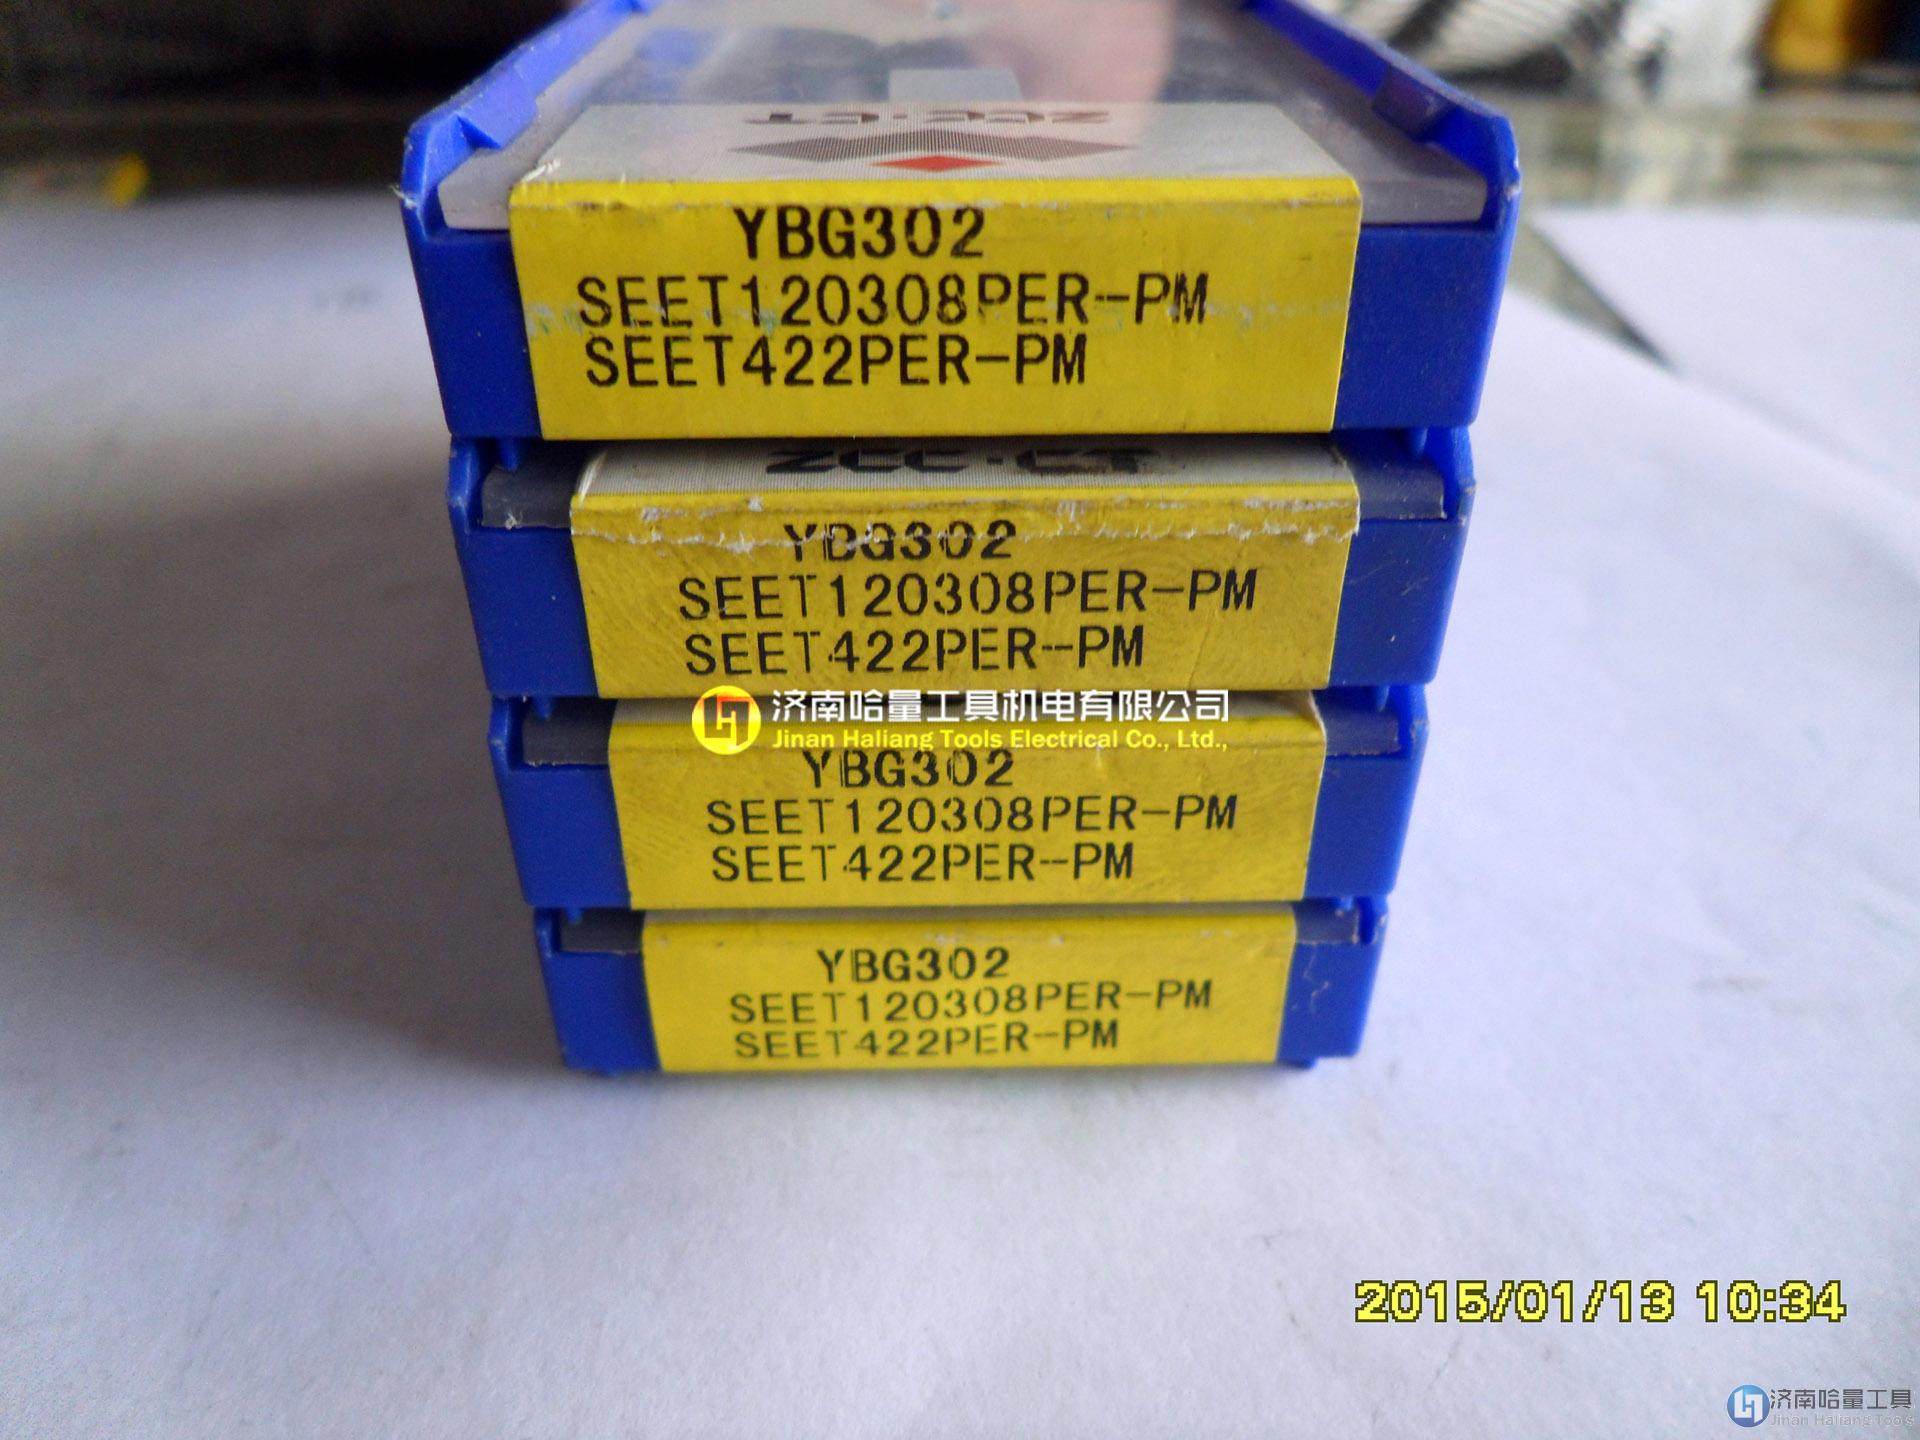 ZCC·CT
YBG302
SEET120308PER-PM
SEET422PER-PM
ZCC·CT
YBG302
SEET120308PER-PM
SEET422PER-PM
济南哈量工具机电有限公司
Jinan Haliang Tools Electrical Co., Ltd.,
YBG302
SEET120308PER-PM
SEET422PER-PM
YBG302
SEET120308PER-PM
SEET422PER-PM
2015/01/13 10:34
济南哈量工具
Jinan Haliang Tools